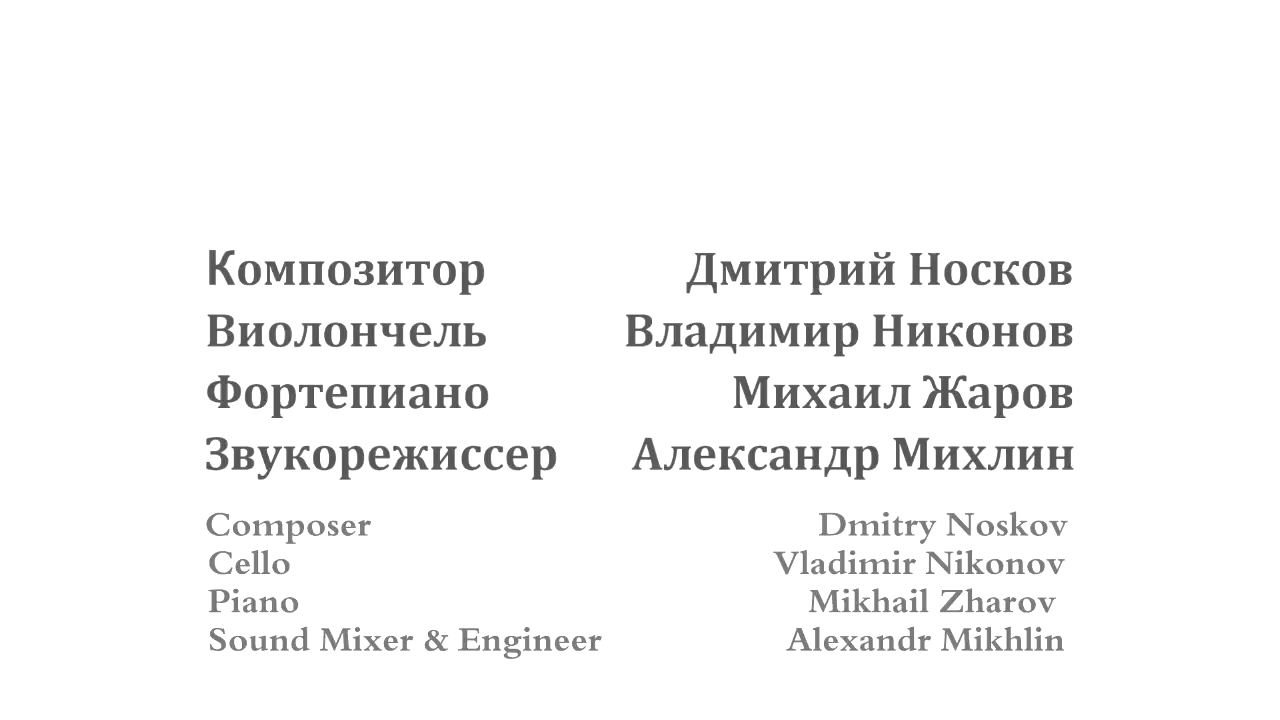 Композитор Дмитрий Носков
Виолончель Владимир Никонов
Фортепиано Михаил Жаров
Звукорежиссер Александр Михлин
Composer Dmitry Noskov
Cello Vladimir Nikonov
Piano Mikhail Zharov
Sound Mixer & Engineer Alexandr Mikhlin